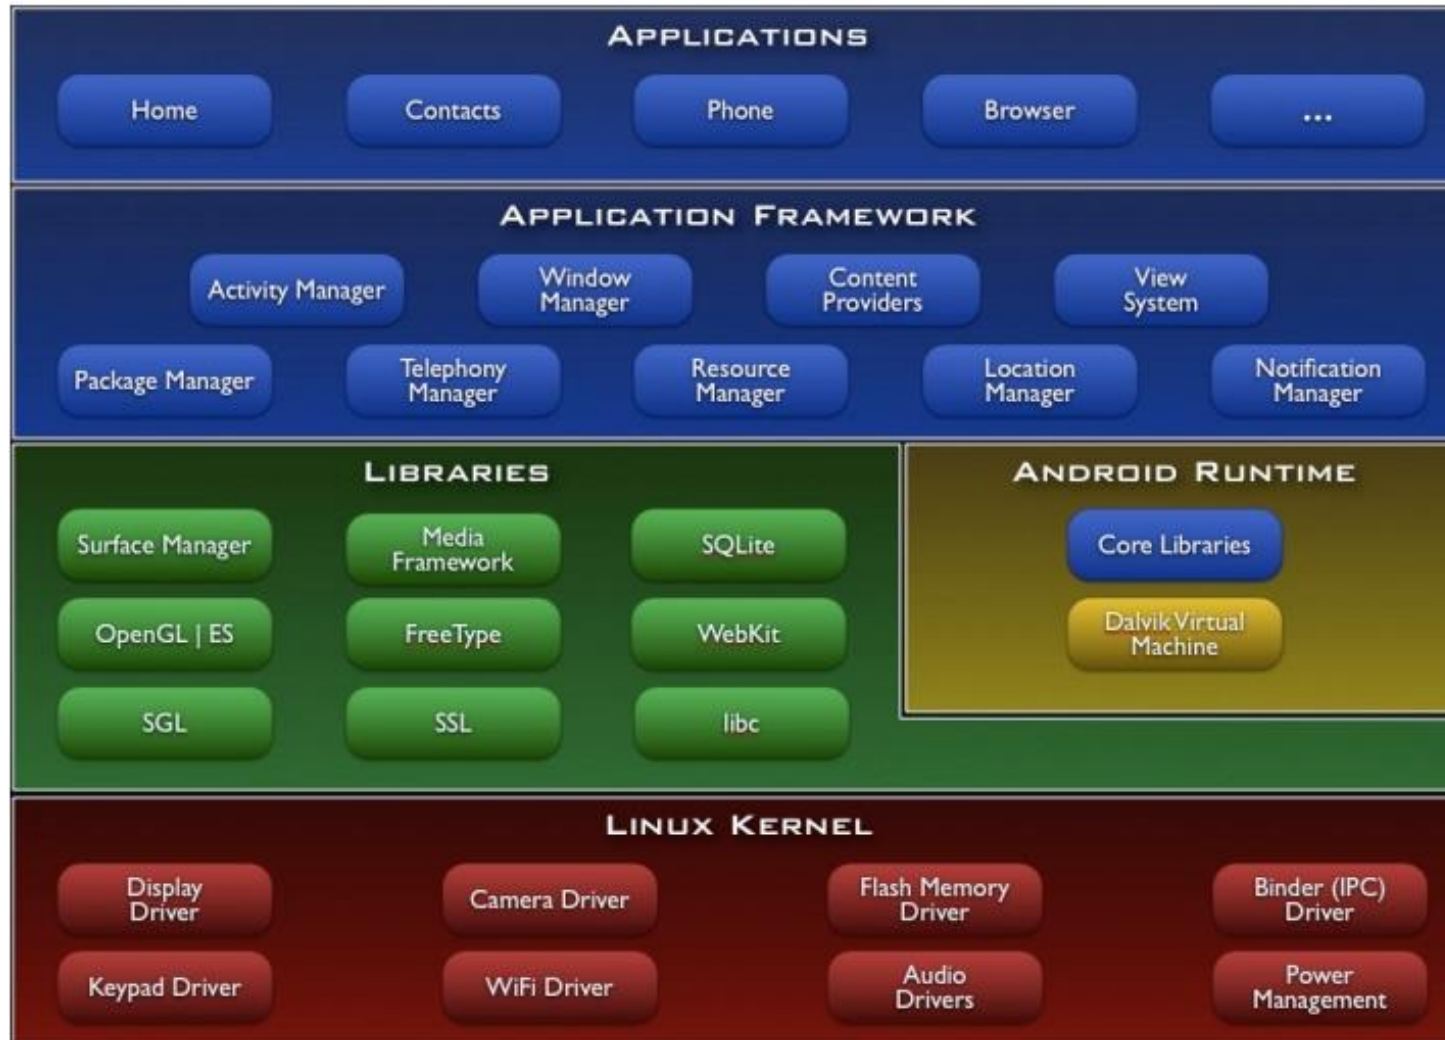 APPLICATIONS
Home
Contacts
Phone
Browser
...
APPLICATION FRAMEWORK
Activity Manager
Window
Manager
Content
Providers
View
System
Package Manager
Telephony
Manager
Resource
Manager
Location
Manager
Notification
Manager
LIBRARIES
Surface Manager
Media
Framework
SQLite
OpenGL | ES
FreeType
WebKit
SGL
SSL
libc
ANDROID RUNTIME
Core Libraries
Dalvik Virtual
Machine
LINUX KERNEL
Display
Driver
Camera Driver
Flash Memory
Driver
Binder (IPC)
Driver
Keypad Driver
WiFi Driver
Audio
Drivers
Power
Management